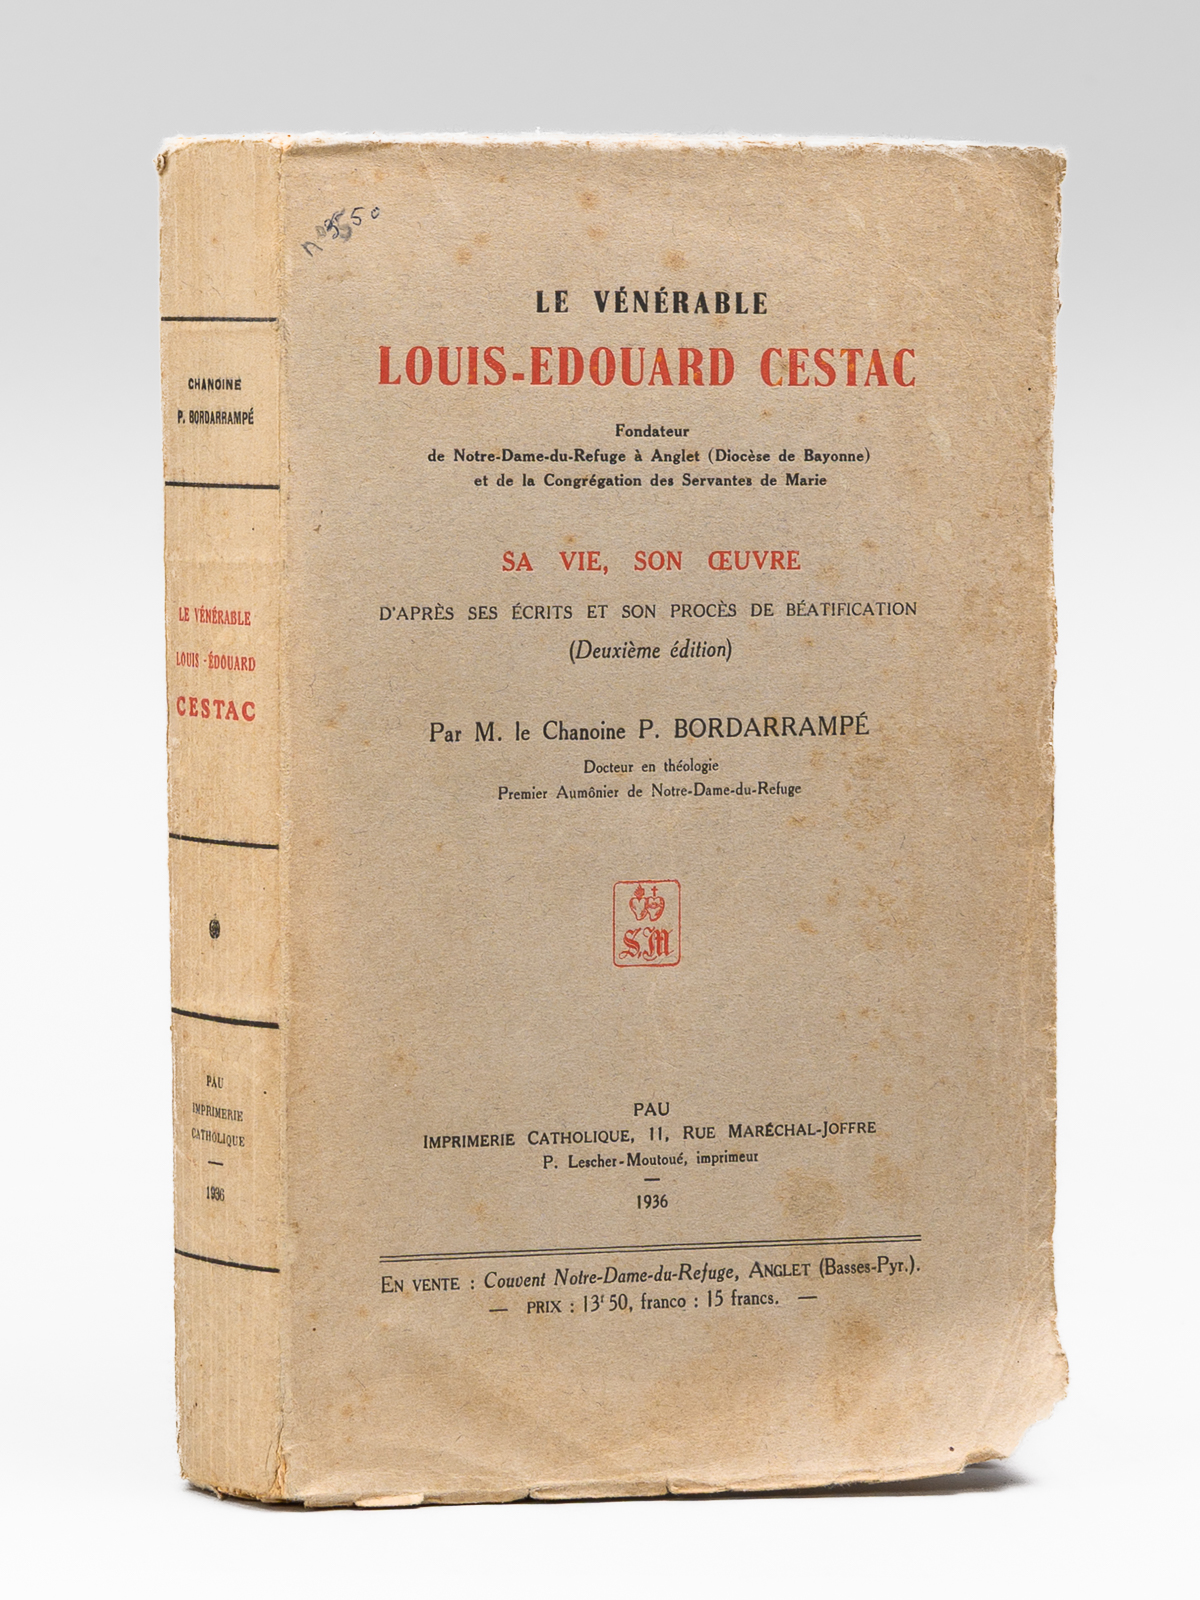 CHANOINE
P. BORDARRAMPÉ
LE VÉNÉRABLE
LOUIS-ÉDOUARD
CESTAC
PAU
IMPRIMERIE
CATHOLIQUE
1936
LE VÉNÉRABLE
LOUIS-EDOUARD CESTAC
Fondateur
de Notre-Dame-du-Refuge à Anglet (Diocèse de Bayonne)
et de la Congrégation des Servantes de Marie
SA VIE, SON ŒUVRE
D'APRÈS SES ÉCRITS ET SON PROCÈS DE BÉATIFICATION
(Deuxième édition)
Par M. le Chanoine P. BORDARRAMPÉ
Docteur en théologie
Premier Aumônier de Notre-Dame-du-Refuge
S.M
PAU
IMPRIMERIE CATHOLIQUE, 11, RUE MARÉCHAL-JOFFRE
P. Lescher-Moutoué, imprimeur
1936
EN VENTE : Couvent Notre-Dame-du-Refuge, ANGLET (Basses-Pyr.).
— PRIX : 13f 50, franco : 15 francs. —